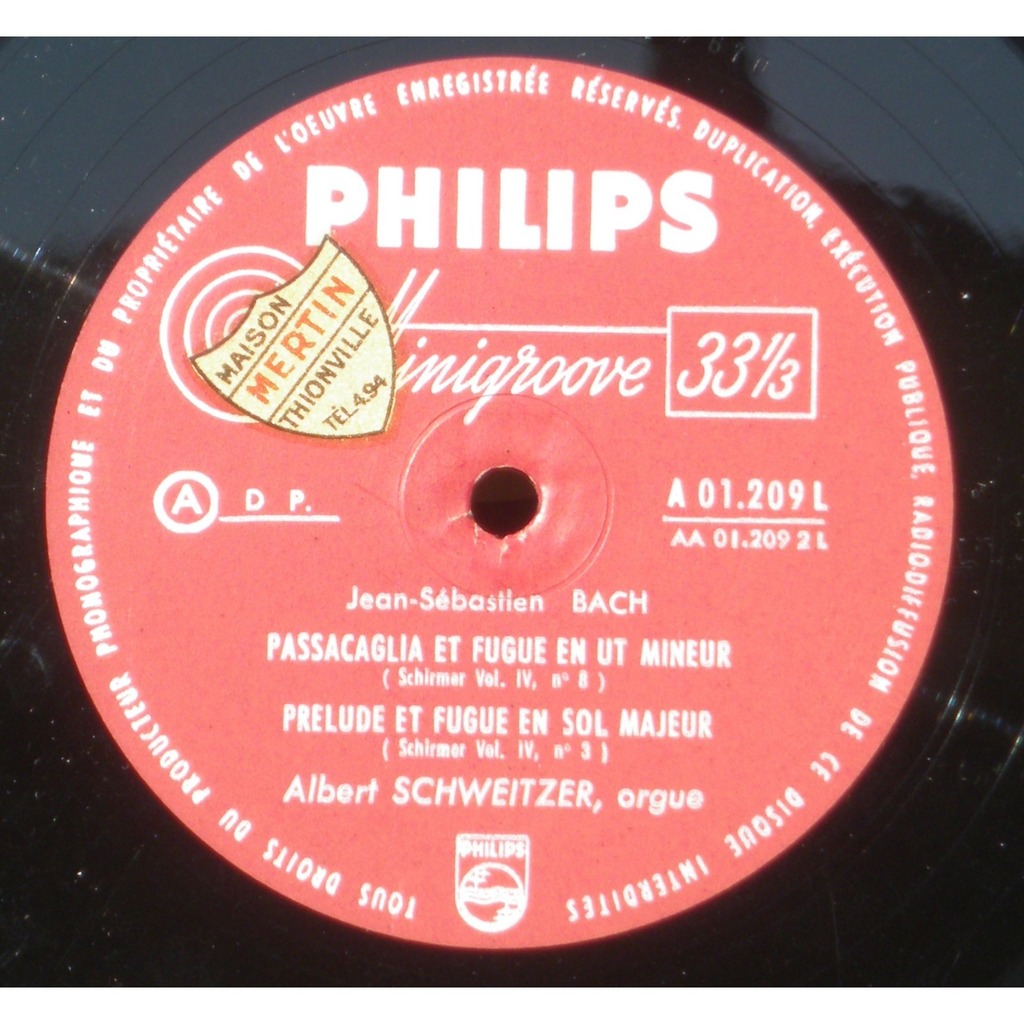 TOUS DROITS DU PRODUCTEUR PHONOGRAPHIQUE ET DU PROPRIÉTAIRE DE L'OEUVRE ENREGISTRÉE RÉSERVÉS. DUPLICATION, EXÉCUTION PUBLIQUE, RADIO-DIFFUSION DE CE DISQUE INTERDITES
PHILIPS
Minigroove 33⅓
MAISON
MERTIN
THIONVILLE
TÉL 4.94
A D P.
A 01.209 L
AA 01.209 2 L
Jean-Sébastien BACH
PASSACAGLIA ET FUGUE EN UT MINEUR
( Schirmer Vol. IV, n° 8 )
PRELUDE ET FUGUE EN SOL MAJEUR
( Schirmer Vol. IV, n° 3 )
Albert SCHWEITZER, orgue
PHILIPS